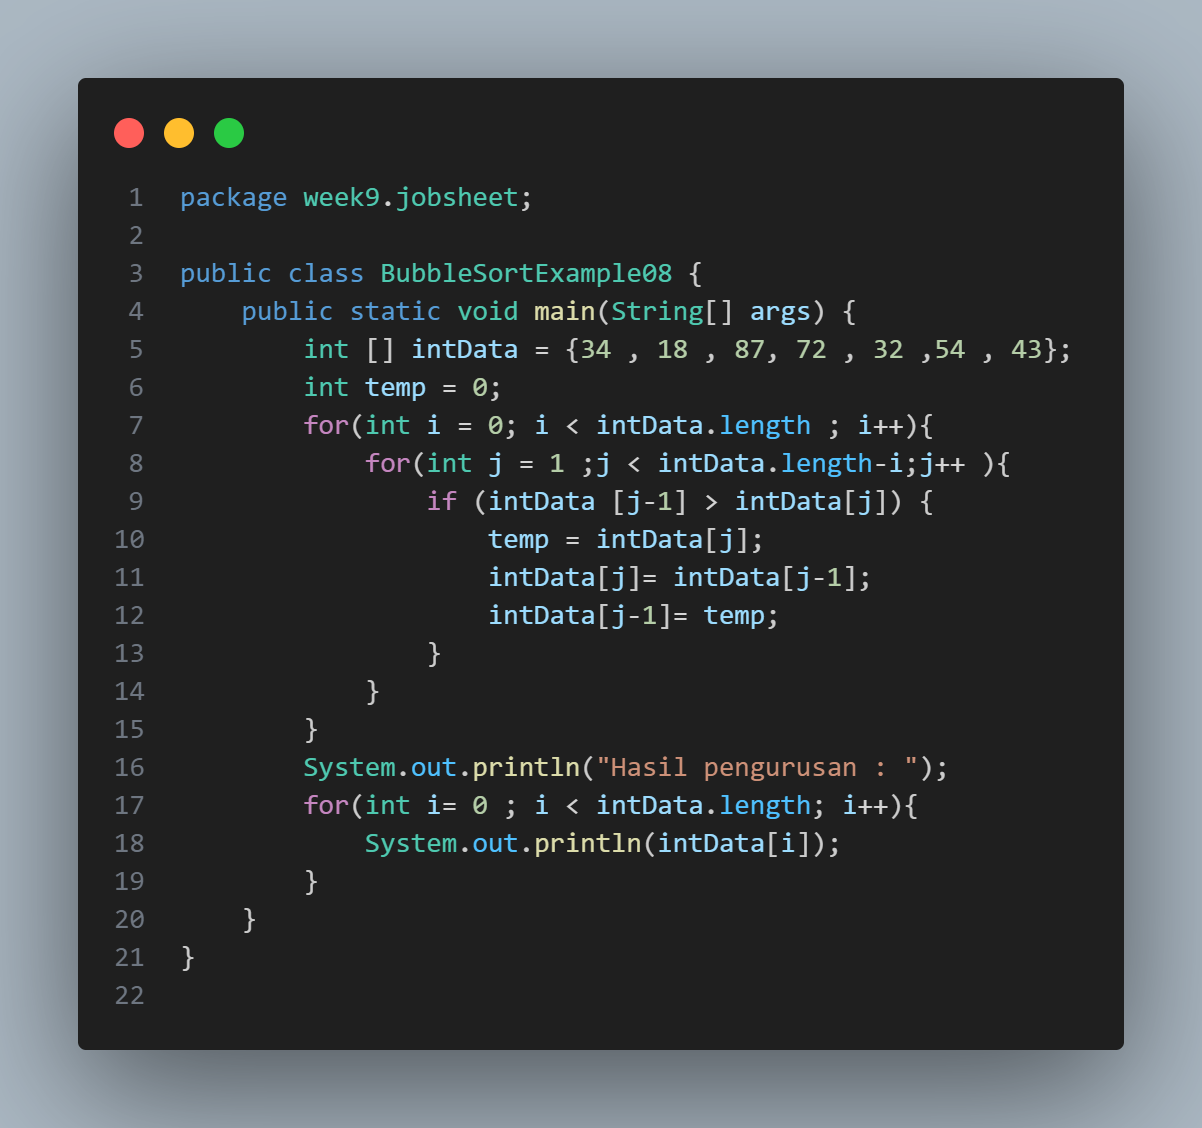 1 package week9.jobsheet;
2
3 public class BubbleSortExample08 {
4     public static void main(String[] args) {
5         int [] intData = {34 , 18 , 87, 72 , 32 ,54 , 43};
6         int temp = 0;
7         for(int i = 0; i < intData.length ; i++){
8             for(int j = 1 ;j < intData.length-i;j++ ){
9                 if (intData [j-1] > intData[j]) {
10                     temp = intData[j];
11                     intData[j]= intData[j-1];
12                     intData[j-1]= temp;
13                 }
14             }
15         }
16         System.out.println("Hasil pengurusan : ");
17         for(int i= 0 ; i < intData.length; i++){
18             System.out.println(intData[i]);
19         }
20     }
21 }
22